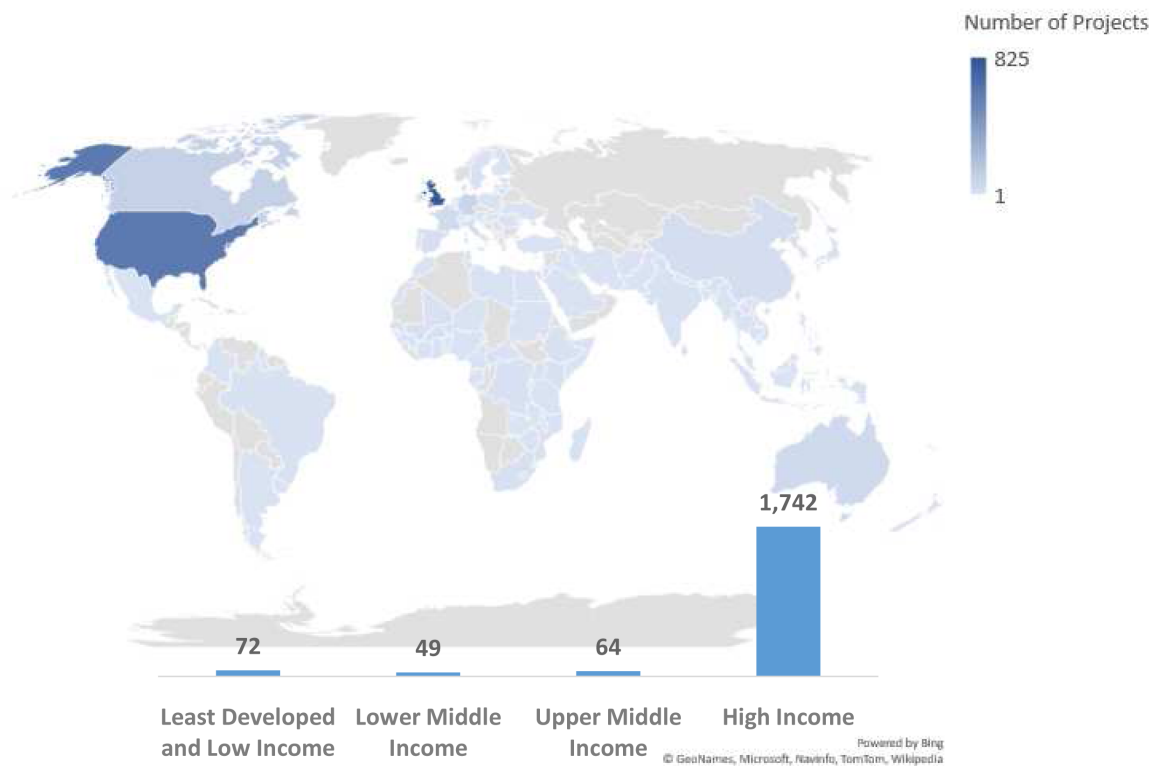 Number of Projects
825
1
1,742
72
49
64
Least Developed
and Low Income
Lower Middle
Income
Upper Middle
Income
High Income
Powered by Bing
© GeoNames, Microsoft, Navinfo, TomTom, Wikipedia